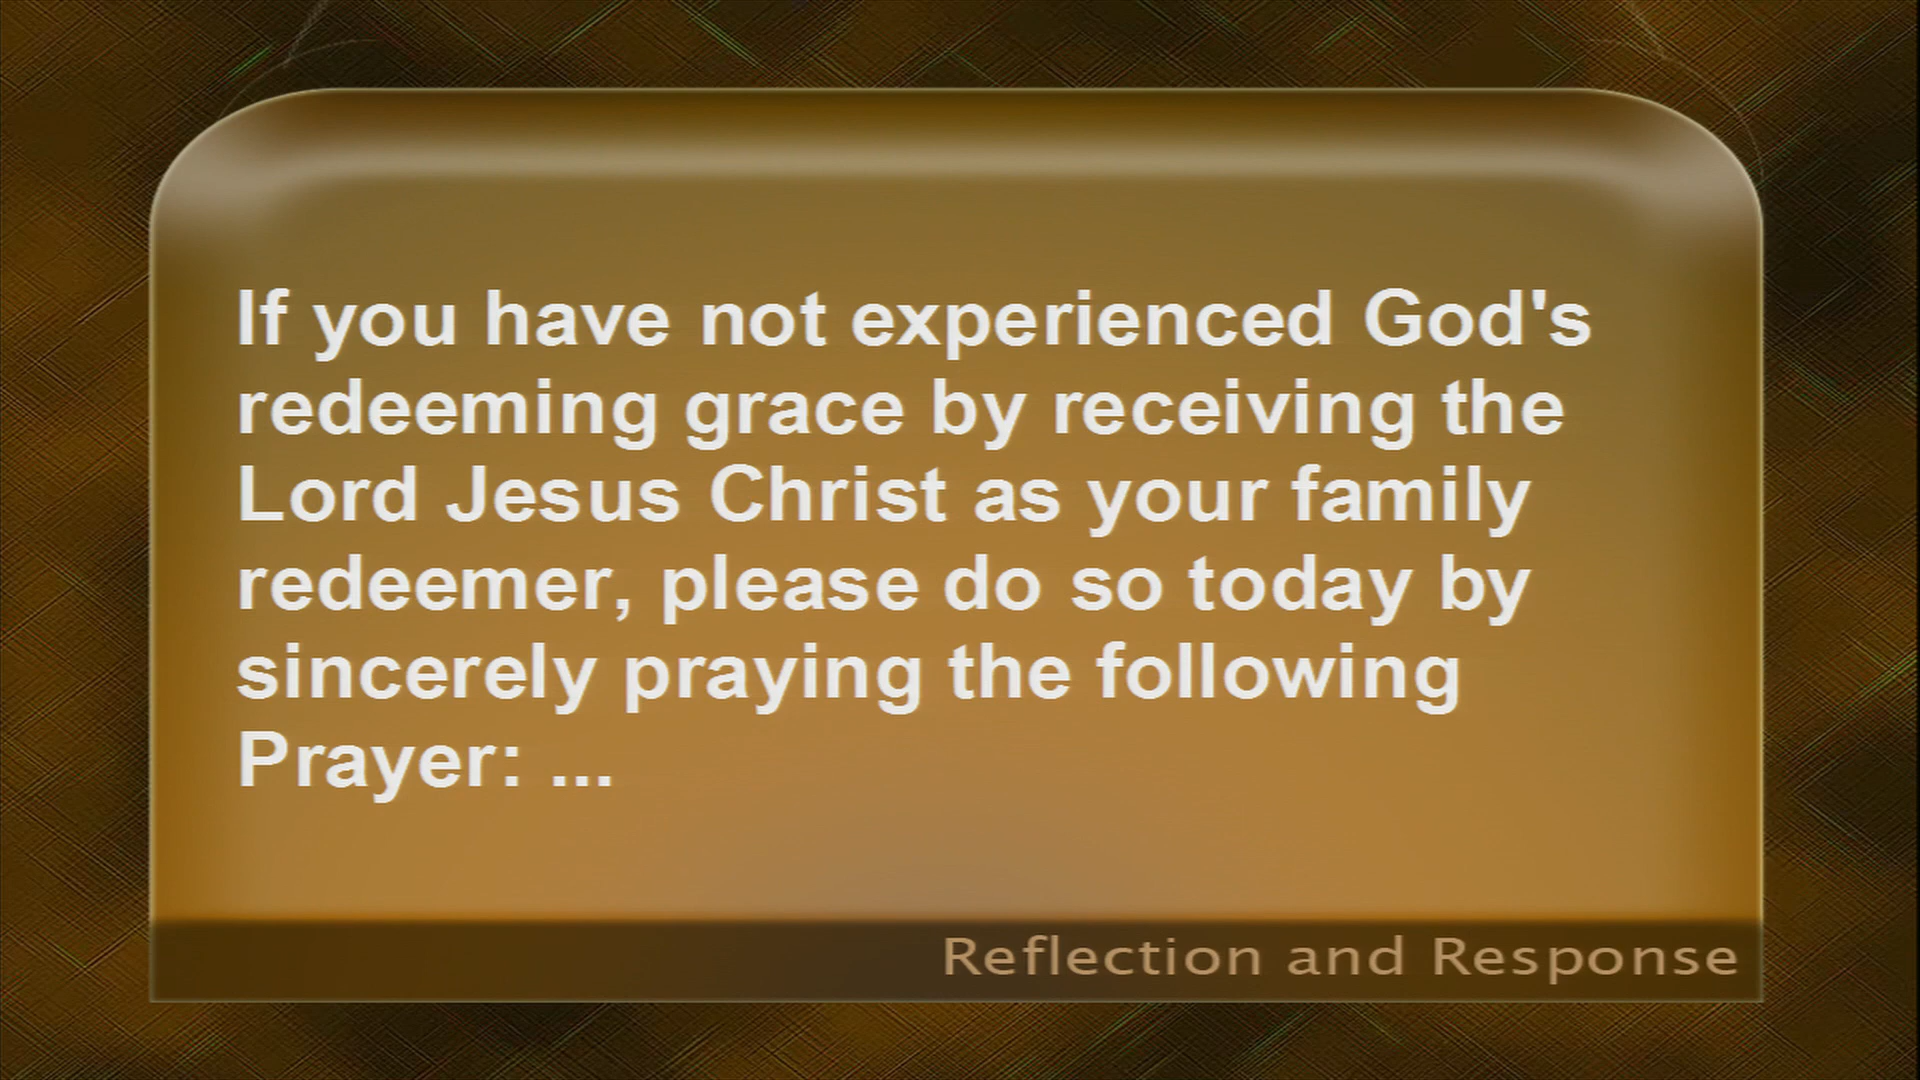 If you have not experienced God's
redeeming grace by receiving the
Lord Jesus Christ as your family
redeemer, please do so today by
sincerely praying the following
Prayer: ...
Reflection and Response